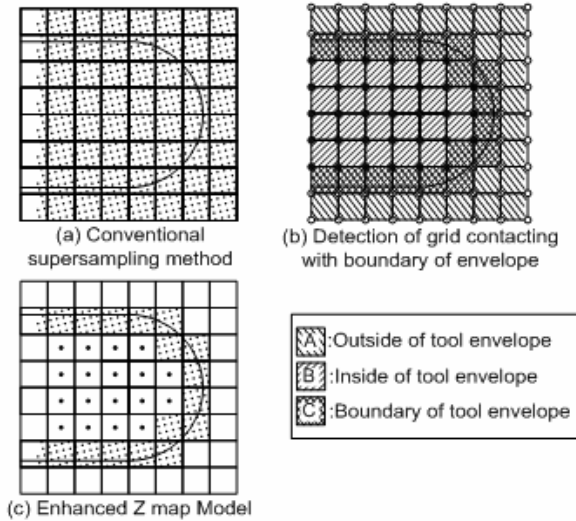 (a) Conventional
supersampling method
(b) Detection of grid contacting
with boundary of envelope
(c) Enhanced Z map Model
A:Outside of tool envelope
B:Inside of tool envelope
C:Boundary of tool envelope